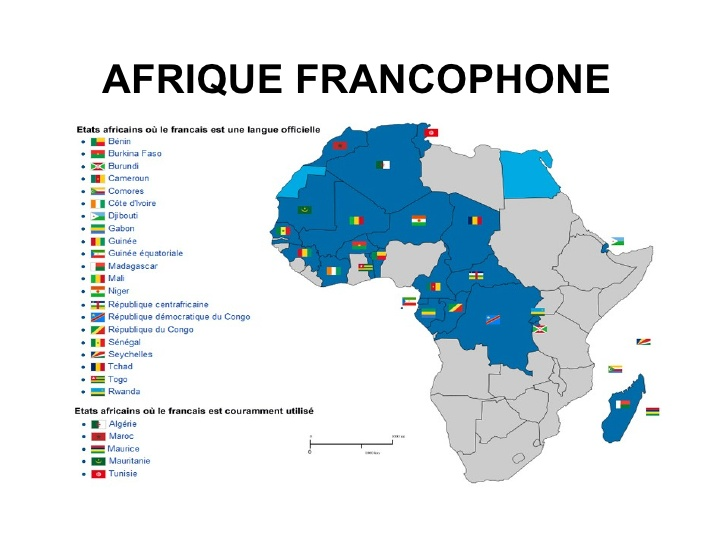 AFRIQUE FRANCOPHONE
Etats africains où le francais est une langue officielle
Bénin
Burkina Faso
Burundi
Cameroun
Comores
Côte d'Ivoire
Djibouti
Gabon
Guinée
Guinée équatoriale
Madagascar
Mali
Niger
République centrafricaine
République démocratique du Congo
République du Congo
Sénégal
Seychelles
Tchad
Togo
Rwanda
Etats africains où le francais est couramment utilisé
Algérie
Maroc
Maurice
Mauritanie
Tunisie
0
0